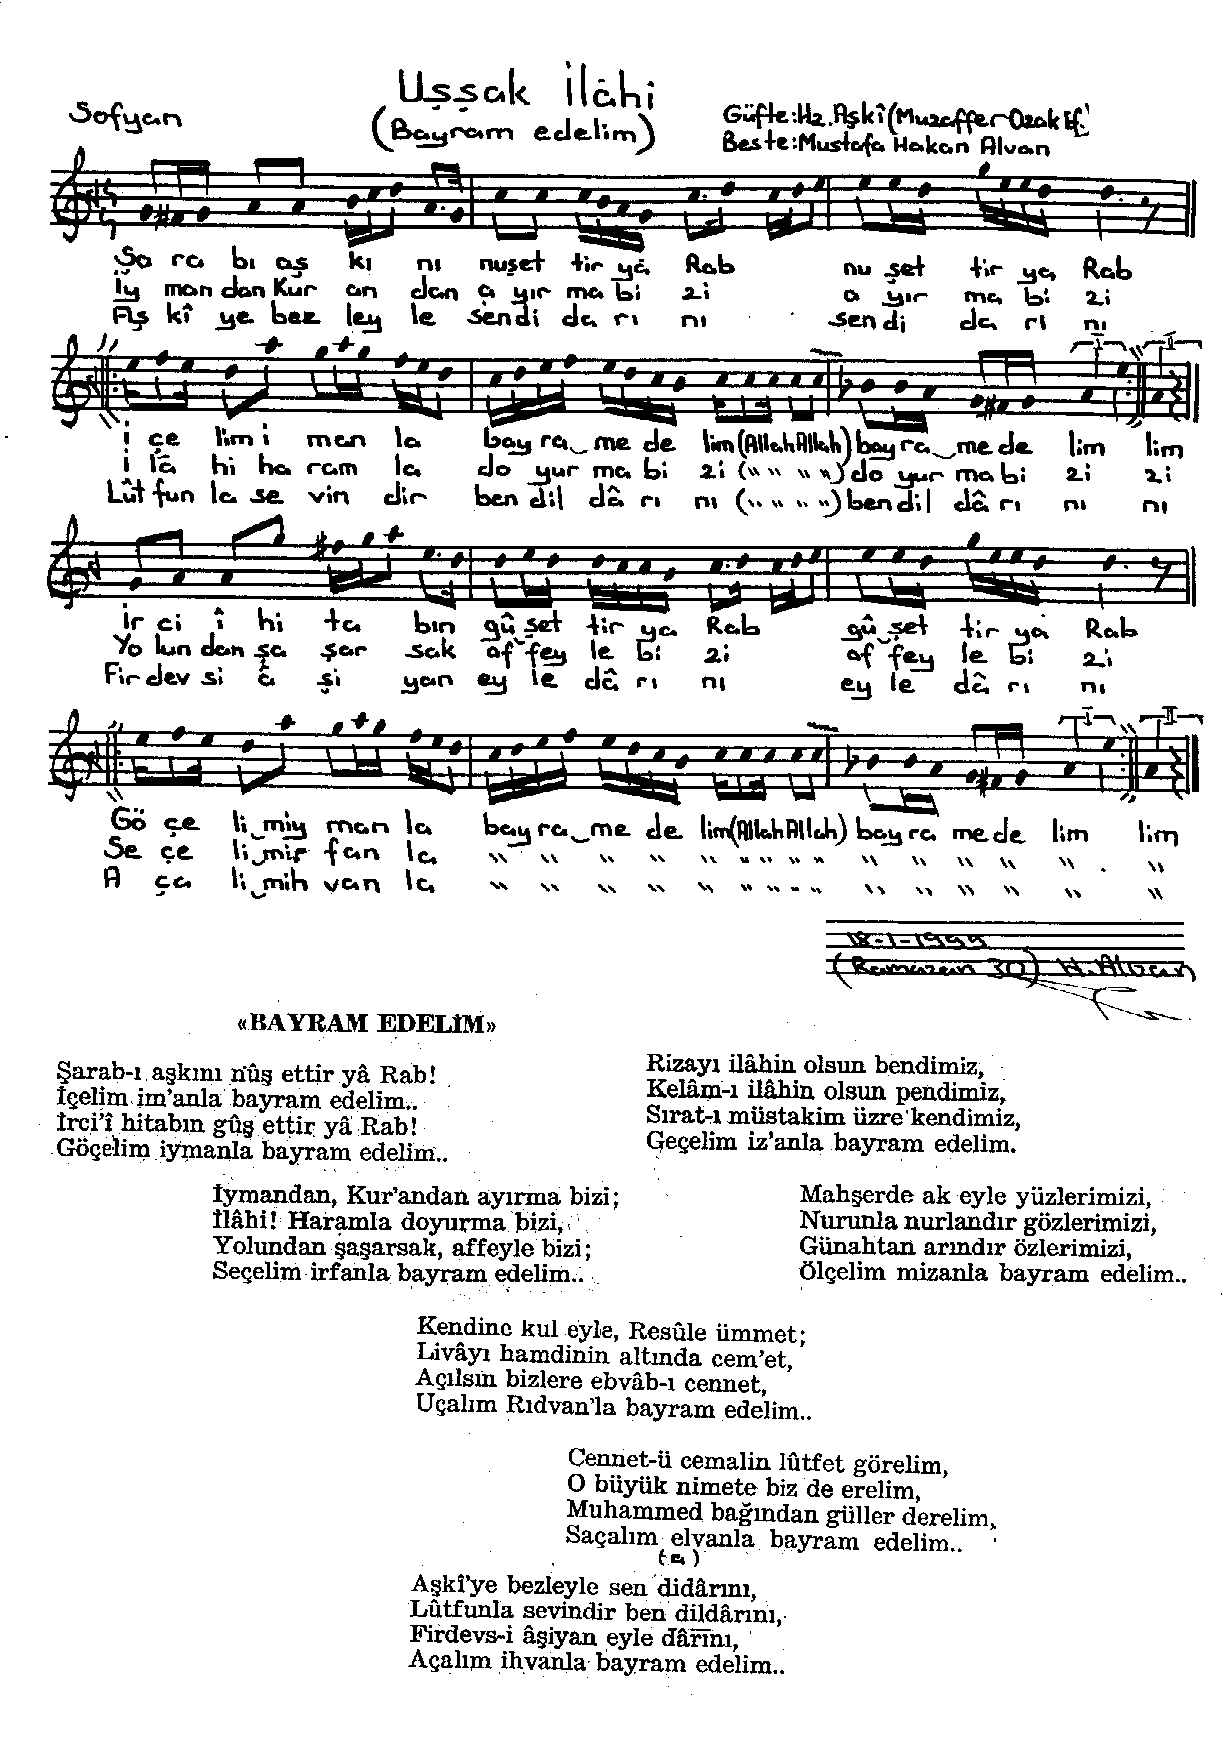 Uşşak İlâhi
Sofyan
(Bayram edelim)
Güfte:Hz.Aşkî(Muzaffer Ozak Ef.)
Beste:Mustafa Hakan Alvan
Şa ra bı aş kı nı nuşet tir yâ Rab nu şet tir ya Rab
İy man dan Kur an dan a yır ma bi zi a yır ma bi zi
Aş kî ye bez ley le sendi da rı nı sen di da rı nı
I II
i çe lim i man la bay ra me de lim (Allah Allah) bay ra me de lim lim
i lâ hi ha ram la do yur ma bi zi (" " " ") do yur ma bi zi zi
Lût fun la se vin dir ben dil dâ rı nı (" " " ") ben dil dâ rı nı nı
İr ci î hi ta bın gû şet tir ya Rab gû şet tir ya Rab
Yo lun dan şa şar sak af fey le bi zi af fey le bi zi
Fir dev si â şi yan ey le dâ rı nı ey le dâ rı nı
I II
Gö çe li miy man la bay ra me de lim (Allah Allah) bay ra me de lim lim
Se çe li mir fan la " " " " " " " " " " " " " "
A ça li mih van la " " " " " " " " " " " " " "
18-1-1999
(Ramazan 30) H.Alvan
«BAYRAM EDELİM»
Şarab-ı aşkını nûş ettir yâ Rab!
İçelim im'anla bayram edelim..
İrci'î hitabın gûş ettir yâ Rab!
Göçelim iymanla bayram edelim..
Rizayı ilâhin olsun bendimiz,
Kelâm-ı ilâhin olsun pendimiz,
Sırat-ı müstakim üzre kendimiz,
Geçelim iz'anla bayram edelim.
İymandan, Kur'andan ayırma bizi;
İlâhi! Haramla doyurma bizi,
Yolundan şaşarsak, affeyle bizi;
Seçelim irfanla bayram edelim..
Mahşerde ak eyle yüzlerimizi,
Nurunla nurlandır gözlerimizi,
Günahtan arındır özlerimizi,
Ölçelim mizanla bayram edelim..
Kendine kul eyle, Resûle ümmet;
Livâyı hamdinin altında cem'et,
Açılsın bizlere ebvâb-ı cennet,
Uçalım Rıdvan'la bayram edelim..
Cennet-ü cemalin lûtfet görelim,
O büyük nimete biz de erelim,
Muhammed bağından güller derelim,
Saçalım elvanla bayram edelim..
Aşkî'ye bezleyle sen didârını,
Lûtfunla sevindir ben dildârını,
Firdevs-i âşiyan eyle dârını,
Açalım ihvanla bayram edelim..